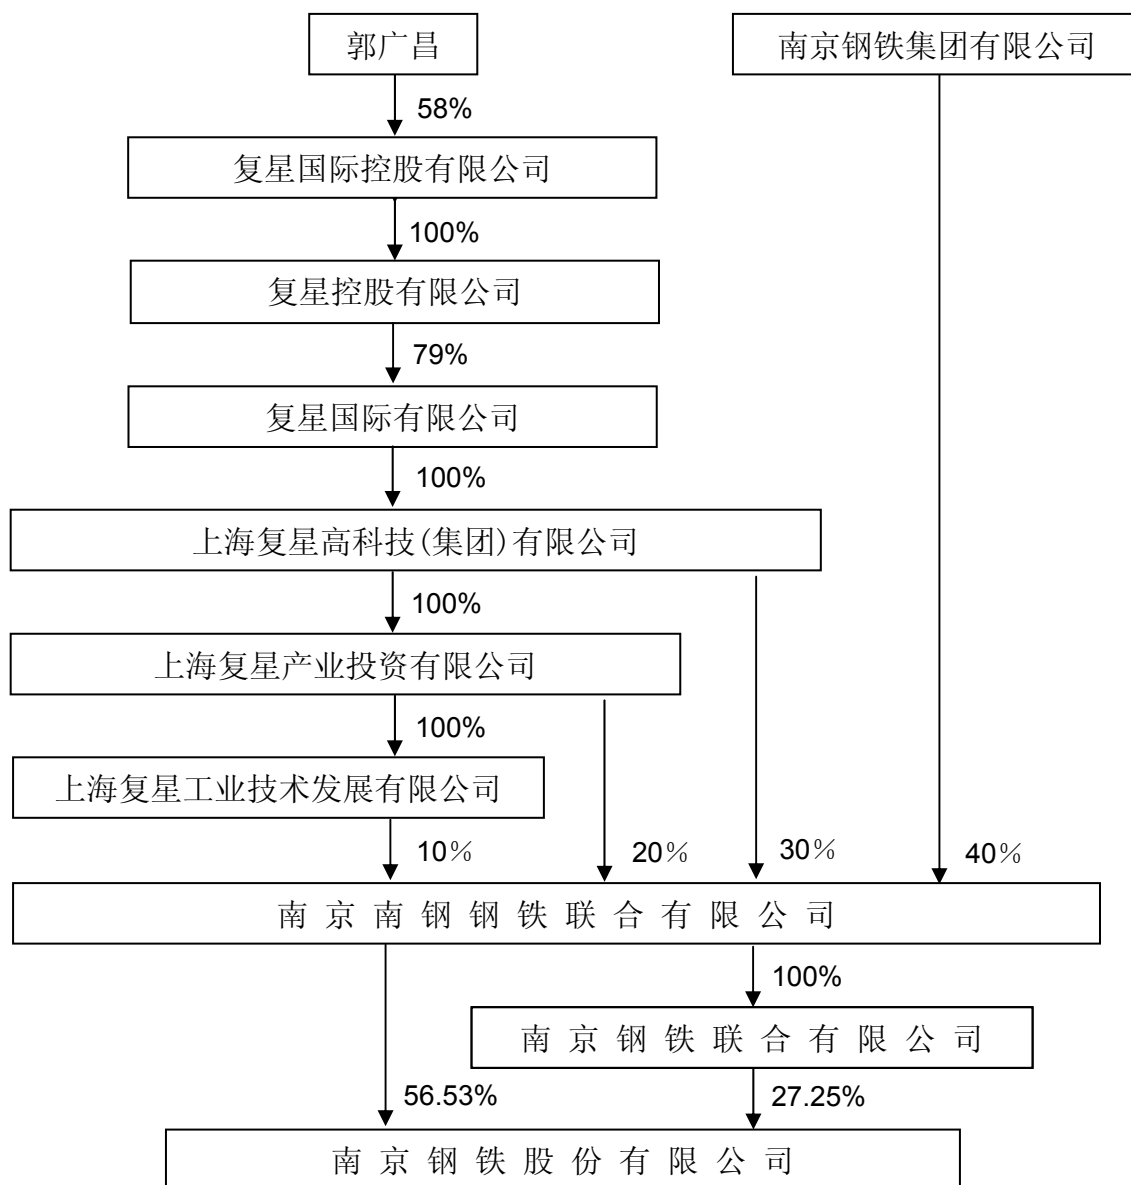 郭广昌
南京钢铁集团有限公司
58%
复星国际控股有限公司
100%
复星控股有限公司
79%
复星国际有限公司
100%
上海复星高科技(集团)有限公司
100%
上海复星产业投资有限公司
100%
上海复星工业技术发展有限公司
10%
20%
30%
40%
南京南钢钢铁联合有限公司
100%
南京钢铁联合有限公司
56.53%
27.25%
南京钢铁股份有限公司